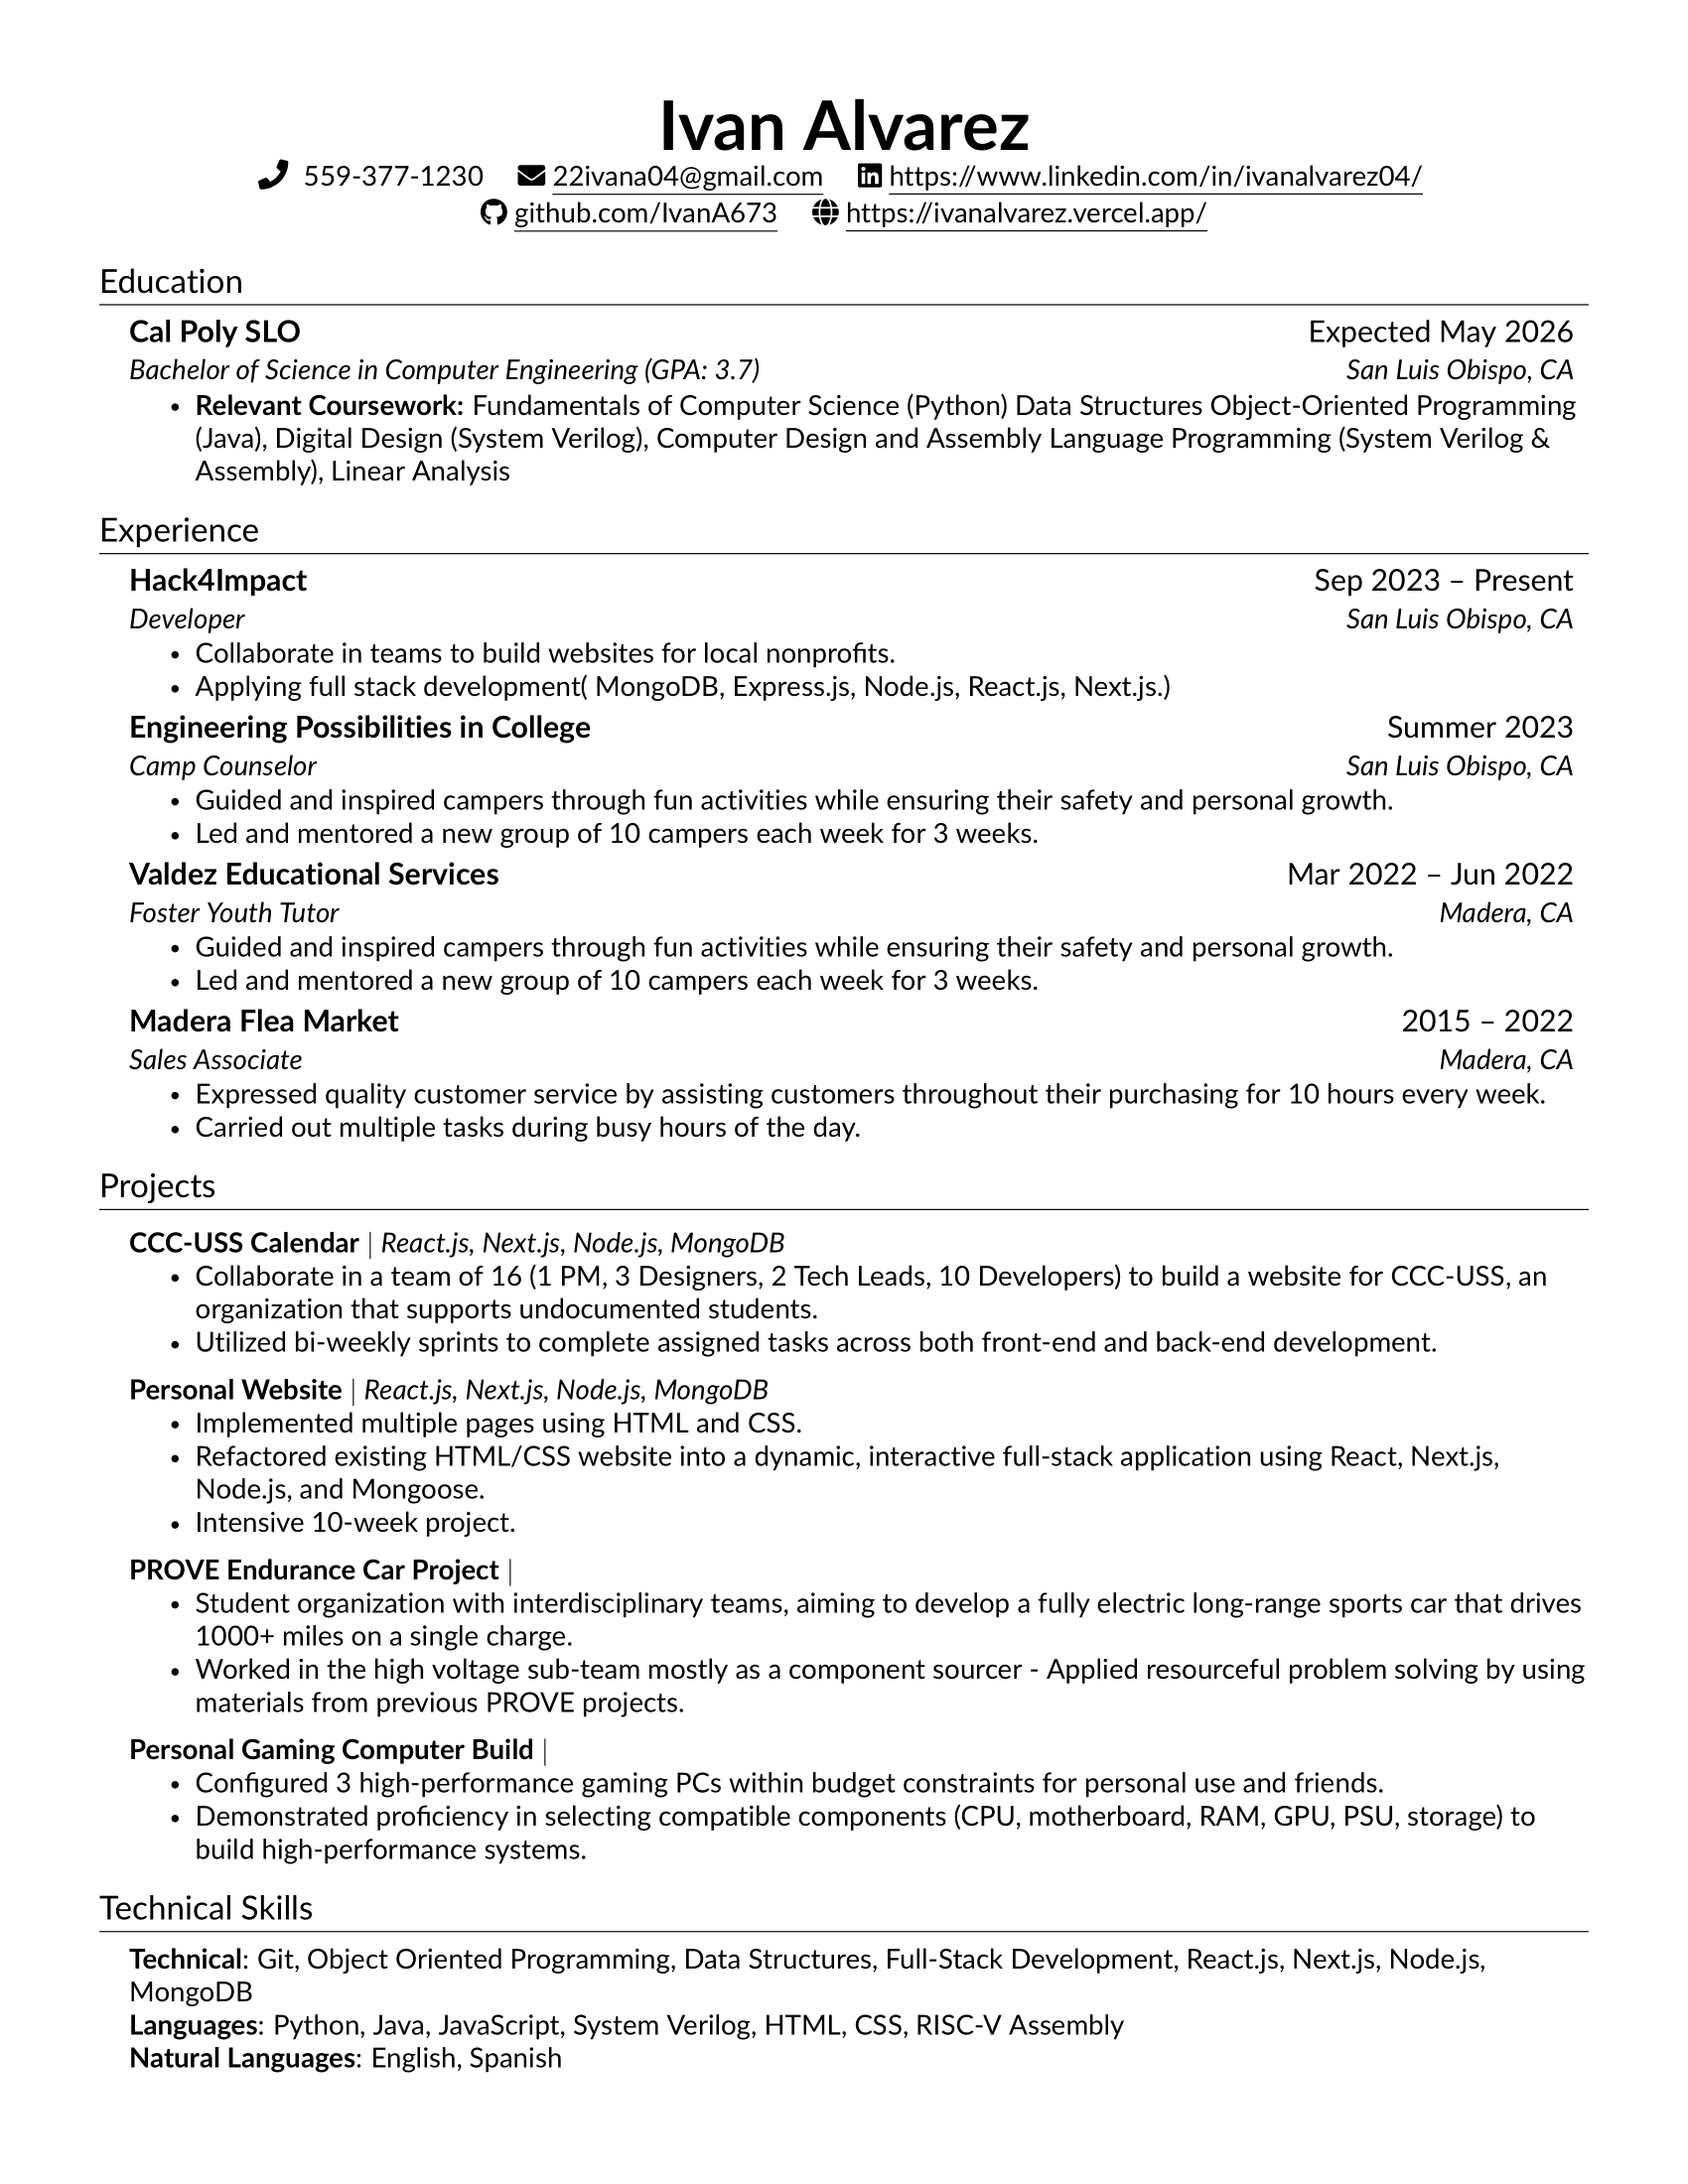 Ivan Alvarez
559-377-1230 22ivana04@gmail.com https://www.linkedin.com/in/ivanalvarez04/
github.com/IvanA673 https://ivanalvarez.vercel.app/
Education
Cal Poly SLO Expected May 2026
Bachelor of Science in Computer Engineering (GPA: 3.7) San Luis Obispo, CA
• Relevant Coursework: Fundamentals of Computer Science (Python) Data Structures Object-Oriented Programming
(Java), Digital Design (System Verilog), Computer Design and Assembly Language Programming (System Verilog &
Assembly), Linear Analysis
Experience
Hack4Impact Sep 2023 – Present
Developer San Luis Obispo, CA
• Collaborate in teams to build websites for local nonprofits.
• Applying full stack development( MongoDB, Express.js, Node.js, React.js, Next.js.)
Engineering Possibilities in College Summer 2023
Camp Counselor San Luis Obispo, CA
• Guided and inspired campers through fun activities while ensuring their safety and personal growth.
• Led and mentored a new group of 10 campers each week for 3 weeks.
Valdez Educational Services Mar 2022 – Jun 2022
Foster Youth Tutor Madera, CA
• Guided and inspired campers through fun activities while ensuring their safety and personal growth.
• Led and mentored a new group of 10 campers each week for 3 weeks.
Madera Flea Market 2015 – 2022
Sales Associate Madera, CA
• Expressed quality customer service by assisting customers throughout their purchasing for 10 hours every week.
• Carried out multiple tasks during busy hours of the day.
Projects
CCC-USS Calendar | React.js, Next.js, Node.js, MongoDB
• Collaborate in a team of 16 (1 PM, 3 Designers, 2 Tech Leads, 10 Developers) to build a website for CCC-USS, an
organization that supports undocumented students.
• Utilized bi-weekly sprints to complete assigned tasks across both front-end and back-end development.
Personal Website | React.js, Next.js, Node.js, MongoDB
• Implemented multiple pages using HTML and CSS.
• Refactored existing HTML/CSS website into a dynamic, interactive full-stack application using React, Next.js,
Node.js, and Mongoose.
• Intensive 10-week project.
PROVE Endurance Car Project |
• Student organization with interdisciplinary teams, aiming to develop a fully electric long-range sports car that drives
1000+ miles on a single charge.
• Worked in the high voltage sub-team mostly as a component sourcer - Applied resourceful problem solving by using
materials from previous PROVE projects.
Personal Gaming Computer Build |
• Configured 3 high-performance gaming PCs within budget constraints for personal use and friends.
• Demonstrated proficiency in selecting compatible components (CPU, motherboard, RAM, GPU, PSU, storage) to
build high-performance systems.
Technical Skills
Technical: Git, Object Oriented Programming, Data Structures, Full-Stack Development, React.js, Next.js, Node.js,
MongoDB
Languages: Python, Java, JavaScript, System Verilog, HTML, CSS, RISC-V Assembly
Natural Languages: English, Spanish